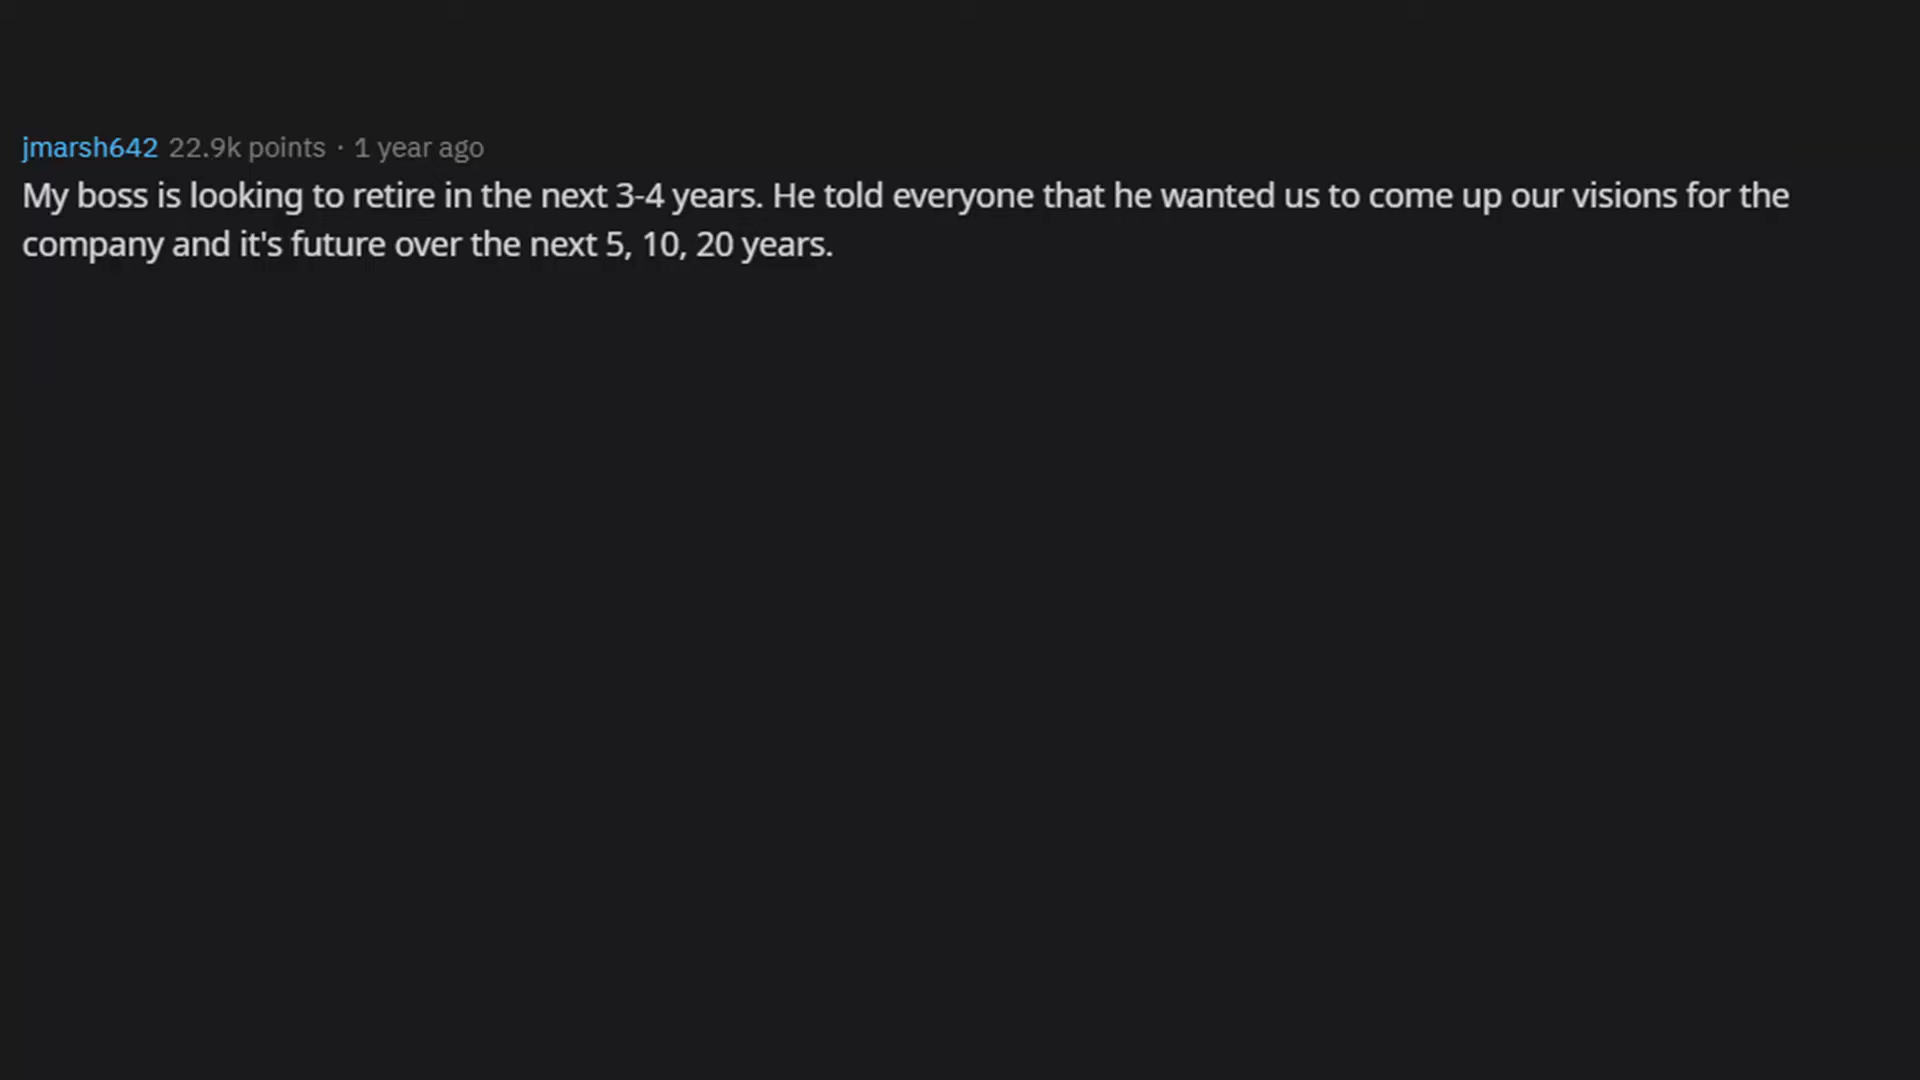 jmarsh642 22.9k points · 1 year ago
My boss is looking to retire in the next 3-4 years. He told everyone that he wanted us to come up our visions for the
company and it's future over the next 5, 10, 20 years.